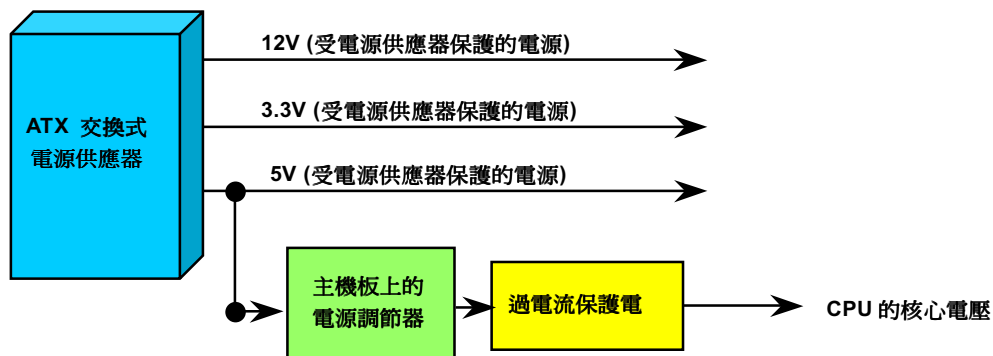 12V (受電源供應器保護的電源)
3.3V (受電源供應器保護的電源)
ATX 交換式
電源供應器
5V (受電源供應器保護的電源)
主機板上的
電源調節器
過電流保護電
CPU 的核心電壓